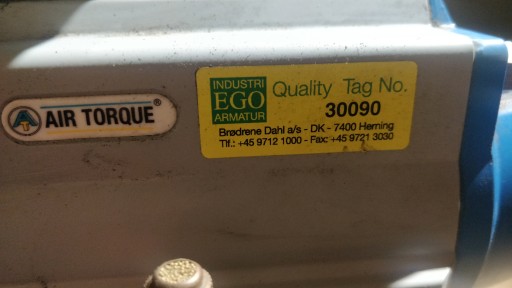 AIR TORQUE®
INDUSTRI
EGO
ARMATUR
Quality Tag No.
30090
Brødrene Dahl a/s - DK - 7400 Herning
Tlf.: +45 9712 1000 - Fax: +45 9721 3030